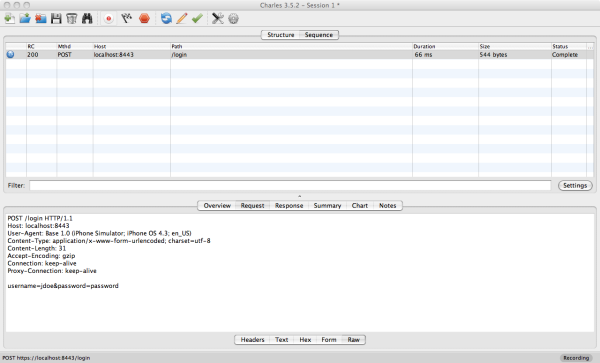 Charles 3.5.2 - Session 1 *
Structure Sequence
RC Mthd Host Path Duration Size Status ...
200 POST localhost:8443 /login 66 ms 544 bytes Complete
Filter: Settings
Overview Request Response Summary Chart Notes
POST /login HTTP/1.1
Host: localhost:8443
User-Agent: Base 1.0 (iPhone Simulator; iPhone OS 4.3; en_US)
Content-Type: application/x-www-form-urlencoded; charset=utf-8
Content-Length: 31
Accept-Encoding: gzip
Connection: keep-alive
Proxy-Connection: keep-alive
username=jdoe&password=password
Headers Text Hex Form Raw
POST https://localhost:8443/login Recording